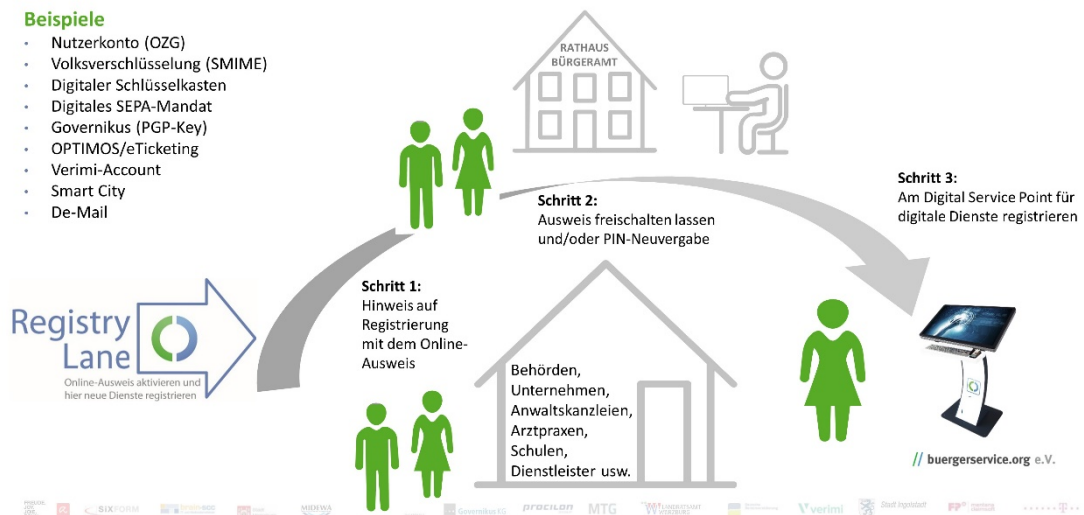 Beispiele
• Nutzerkonto (OZG)
• Volksverschlüsselung (SMIME)
• Digitaler Schlüsselkasten
• Digitales SEPA-Mandat
• Governikus (PGP-Key)
• OPTIMOS/eTicketing
• Verimi-Account
• Smart City
• De-Mail
RATHAUS
BÜRGERAMT
Schritt 3:
Am Digital Service Point für
digitale Dienste registrieren
Schritt 2:
Ausweis freischalten lassen
und/oder PIN-Neuvergabe
Schritt 1:
Hinweis auf
Registrierung
mit dem Online-
Ausweis
Registry
Lane
Online-Ausweis aktivieren und
hier neue Dienste registrieren
Behörden,
Unternehmen,
Anwaltskanzleien,
Arztpraxen,
Schulen,
Dienstleister usw.
// buergerservice.org e.V.
SIXFORM
Governikus KG
procilon
MTG
verimi
Stadt Ingolstadt